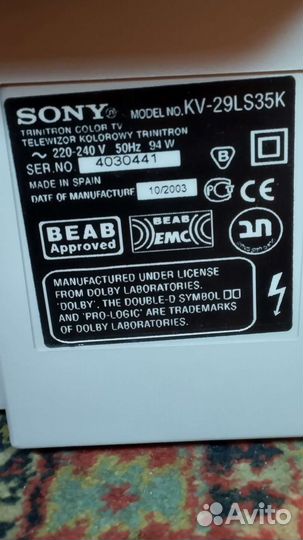 SONY MODEL NO. KV-29LS35K
TRINITRON COLOR TV
TELEWIZOR KOLOROWY TRINITRON
~ 220-240 V 50Hz 94 W
SER.NO. 4030441
MADE IN SPAIN
DATE OF MANUFACTURE 10/2003
B
CE
BEAB
Approved
BEAB
EMC
MANUFACTURED UNDER LICENSE
FROM DOLBY LABORATORIES.
'DOLBY', THE DOUBLE-D SYMBOL
AND 'PRO-LOGIC' ARE TRADEMARKS
OF DOLBY LABORATORIES.
Avito